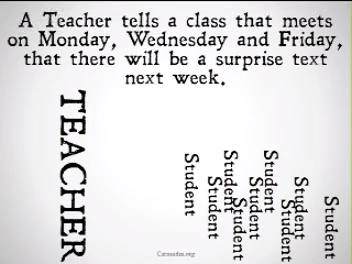 A Teacher tells a class that meets
on Monday, Wednesday and Friday,
that there will be a surprise text
next week.
TEACHER
Student
Student
Student
Student
Student
Student
Student
Student
Student
Carneades.org